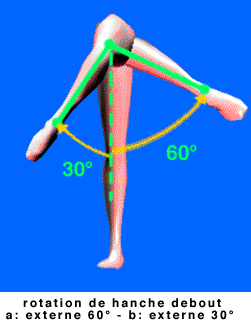 30° 60°
rotation de hanche debout
a: externe 60° - b: externe 30°